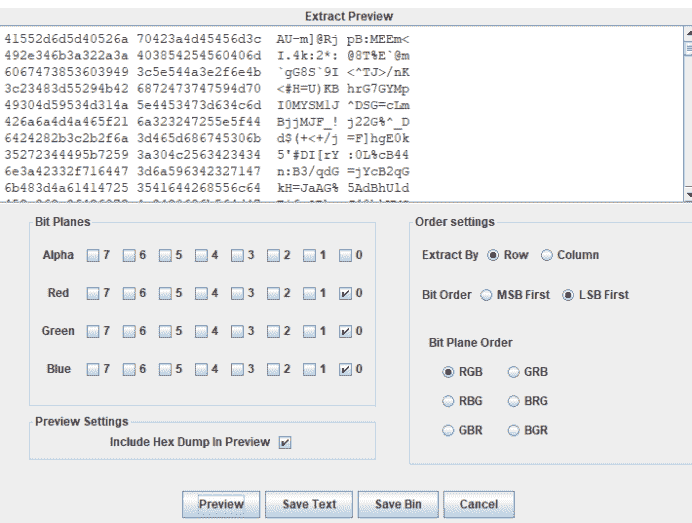 Extract Preview
41552d6d5d40526a 70423a4d45456d3c AU-m]@Rj pB:MEEm<
492e346b3a322a3a 403854254560406d I.4k:2*: @8T%E`@m
6067473853603949 3c5e544a3e2f6e4b `gG8S`9I <^TJ>/nK
3c23483d55294b42 6872473747594d70 <#H=U)KB hrG7GYMp
49304d59534d314a 5e4453473d634c6d I0MYSM1J ^DSG=cLm
426a6a4d4a465f21 6a323247255e5f44 BjjMJF_! j22G%^_D
6424282b3c2b2f6a 3d465d686745306b d$(+<+/j =F]hgE0k
35272344495b7259 3a304c2563423434 5'#DI[rY :0L%cB44
6e3a42332f716447 3d6a596342327147 n:B3/qdG =jYcB2qG
6b483d4a61414725 3541644268556c64 kH=JaAG% 5AdBhUld
Bit Planes
Alpha 7 6 5 4 3 2 1 0
Red 7 6 5 4 3 2 1 0
Green 7 6 5 4 3 2 1 0
Blue 7 6 5 4 3 2 1 0
Preview Settings
Include Hex Dump In Preview
Order settings
Extract By Row Column
Bit Order MSB First LSB First
Bit Plane Order
RGB GRB
RBG BRG
GBR BGR
Preview Save Text Save Bin Cancel